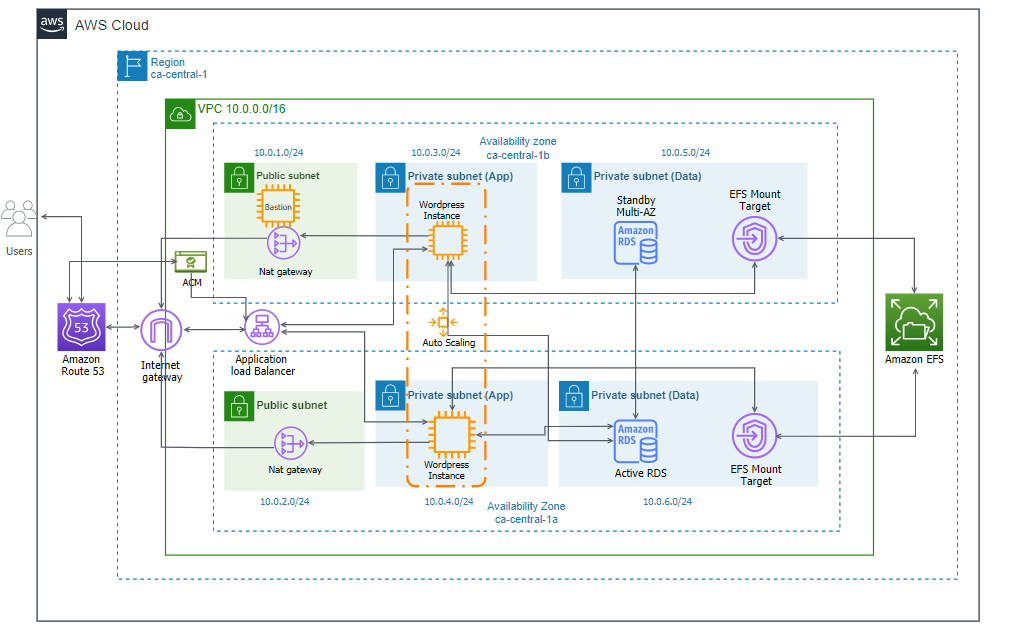 aws
AWS Cloud
Region
ca-central-1
VPC 10.0.0.0/16
Availability zone
ca-central-1b
10.0.1.0/24
10.0.3.0/24
10.0.5.0/24
Public subnet
Private subnet (App)
Private subnet (Data)
Bastion
Nat gateway
Wordpress
Instance
Standby
Multi-AZ
Amazon
RDS
EFS Mount
Target
Users
ACM
53
Amazon
Route 53
Internet
gateway
Application
load Balancer
Auto Scaling
Amazon EFS
Public subnet
Private subnet (App)
Private subnet (Data)
Nat gateway
Wordpress
Instance
Amazon
RDS
Active RDS
EFS Mount
Target
10.0.2.0/24
10.0.4.0/24
10.0.6.0/24
Availability Zone
ca-central-1a